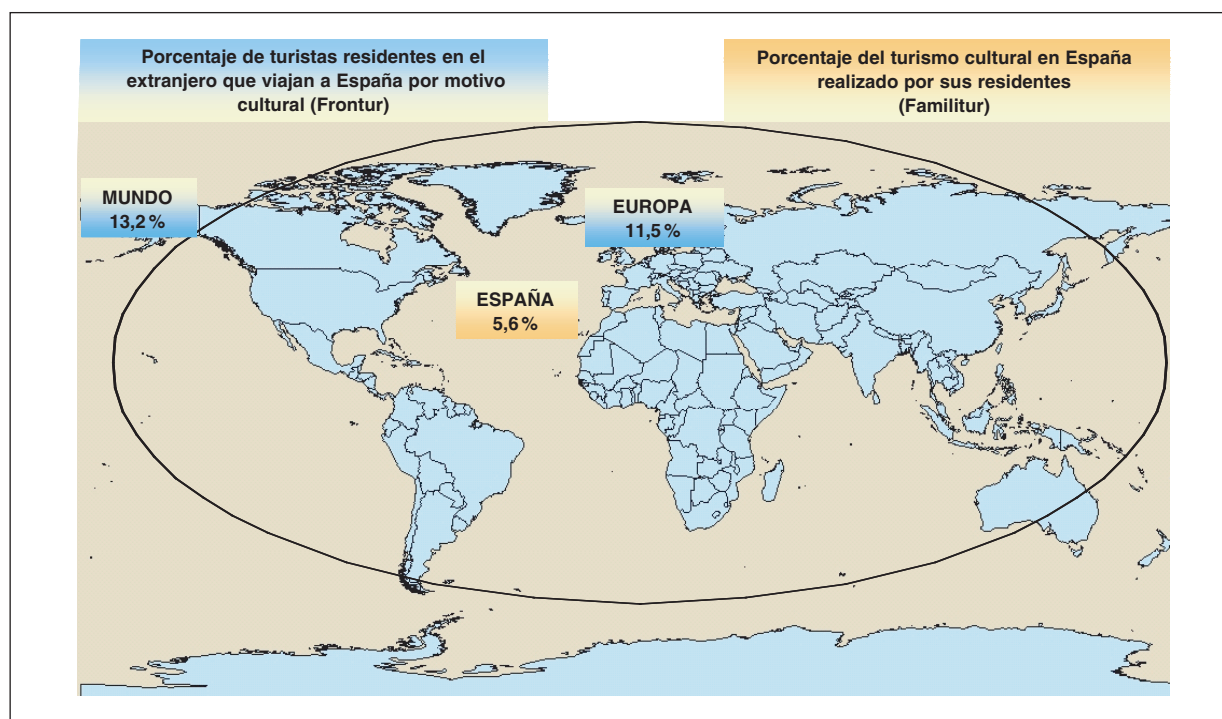 Porcentaje de turistas residentes en el
extranjero que viajan a España por motivo
cultural (Frontur)
Porcentaje del turismo cultural en España
realizado por sus residentes
(Familitur)
MUNDO
13,2 %
EUROPA
11,5 %
ESPAÑA
5,6 %